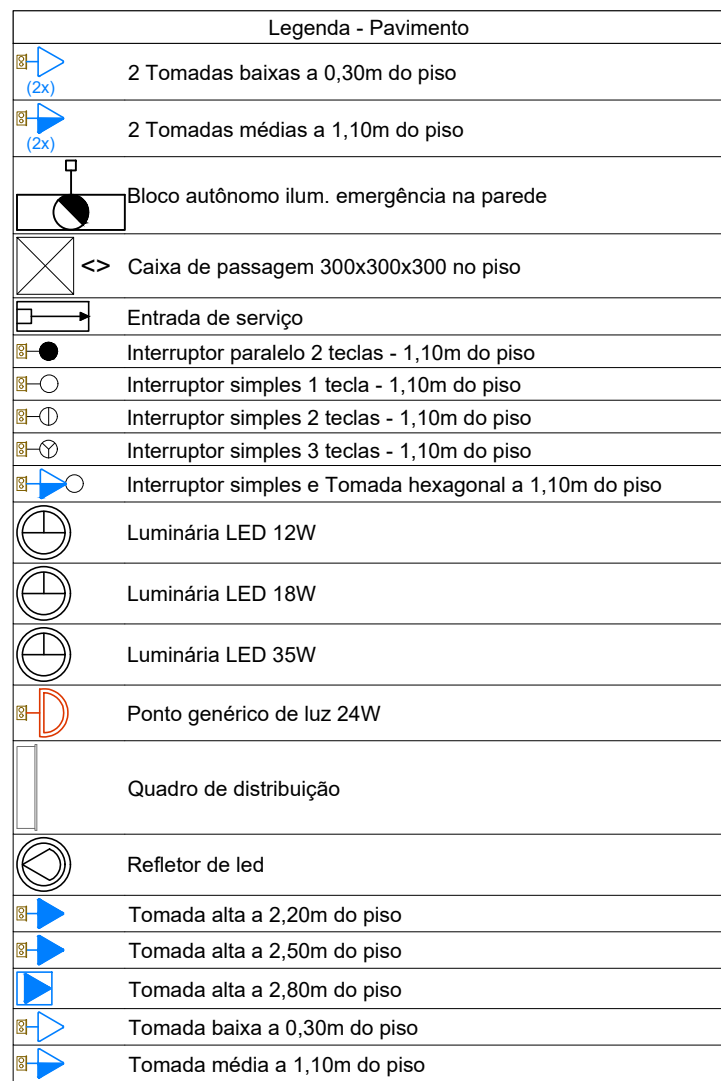 Legenda - Pavimento
(2x)
2 Tomadas baixas a 0,30m do piso
(2x)
2 Tomadas médias a 1,10m do piso
Bloco autônomo ilum. emergência na parede
<> Caixa de passagem 300x300x300 no piso
Entrada de serviço
Interruptor paralelo 2 teclas - 1,10m do piso
Interruptor simples 1 tecla - 1,10m do piso
Interruptor simples 2 teclas - 1,10m do piso
Interruptor simples 3 teclas - 1,10m do piso
Interruptor simples e Tomada hexagonal a 1,10m do piso
Luminária LED 12W
Luminária LED 18W
Luminária LED 35W
Ponto genérico de luz 24W
Quadro de distribuição
Refletor de led
Tomada alta a 2,20m do piso
Tomada alta a 2,50m do piso
Tomada alta a 2,80m do piso
Tomada baixa a 0,30m do piso
Tomada média a 1,10m do piso